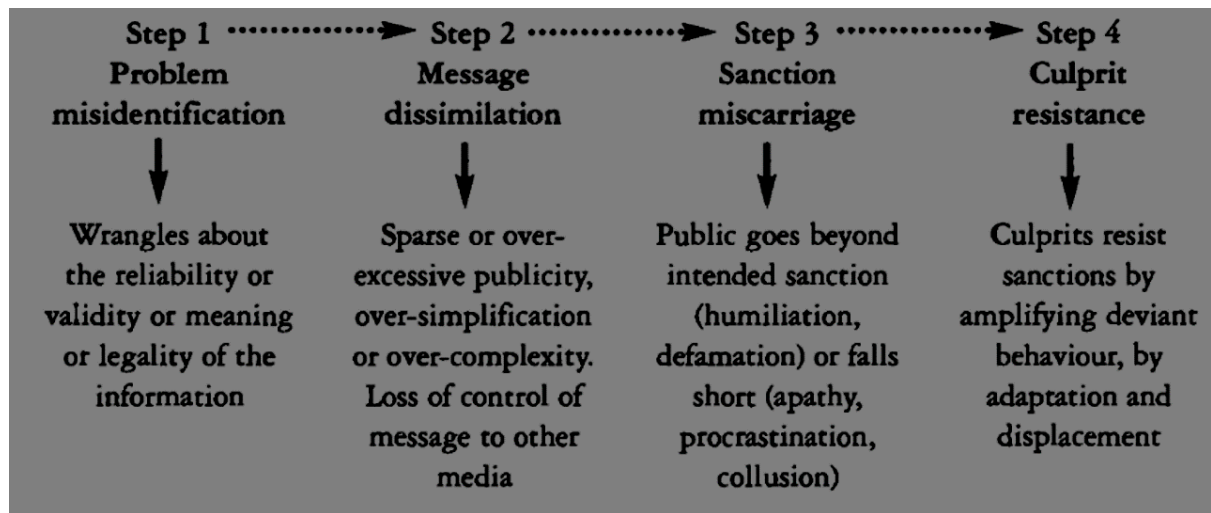 Step 1
Problem
misidentification
Wrangles about
the reliability or
validity or meaning
or legality of the
information
Step 2
Message
dissimilation
Sparse or over-
excessive publicity,
over-simplification
or over-complexity.
Loss of control of
message to other
media
Step 3
Sanction
miscarriage
Public goes beyond
intended sanction
(humiliation,
defamation) or falls
short (apathy,
procrastination,
collusion)
Step 4
Culprit
resistance
Culprits resist
sanctions by
amplifying deviant
behaviour, by
adaptation and
displacement